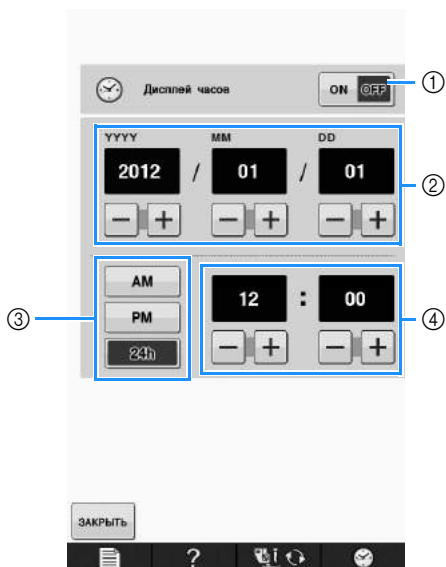 Дисплей часов ON OFF ①
YYYY MM DD
2012 / 01 / 01 ②
− + − + − +
③ AM
PM
24h
12 : 00 ④
− + − +
ЗАКРЫТЬ
?